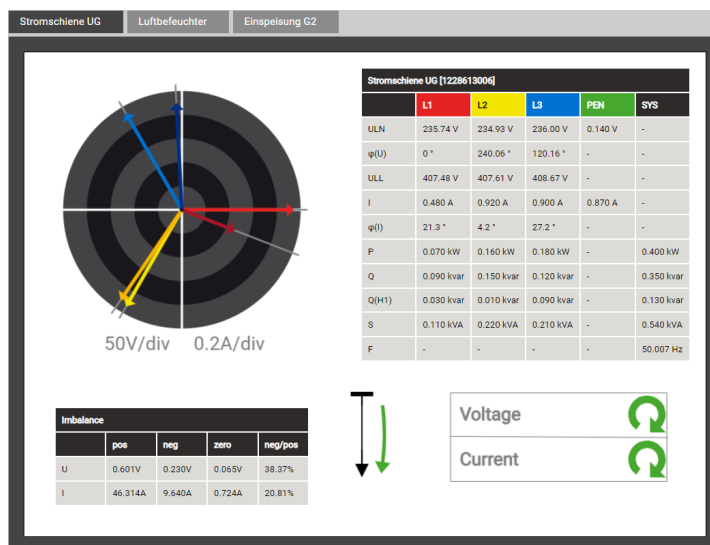 Stromschiene UG Luftbefeuchter Einspeisung G2
Stromschiene UG [1228613006]
L1 L2 L3 PEN SYS
ULN 235.74 V 234.93 V 236.00 V 0.140 V -
φ(U) 0 ° 240.06 ° 120.16 ° - -
ULL 407.48 V 407.61 V 408.67 V - -
I 0.480 A 0.920 A 0.900 A 0.870 A -
φ(I) 21.3 ° 4.2 ° 27.2 ° - -
P 0.070 kW 0.160 kW 0.180 kW - 0.400 kW
Q 0.090 kvar 0.150 kvar 0.120 kvar - 0.350 kvar
Q(H1) 0.030 kvar 0.010 kvar 0.090 kvar - 0.130 kvar
S 0.110 kVA 0.220 kVA 0.210 kVA - 0.540 kVA
F - - - - 50.007 Hz
50V/div 0.2A/div
Imbalance
pos neg zero neg/pos
U 0.601V 0.230V 0.065V 38.37%
I 46.314A 9.640A 0.724A 20.81%
Voltage
Current